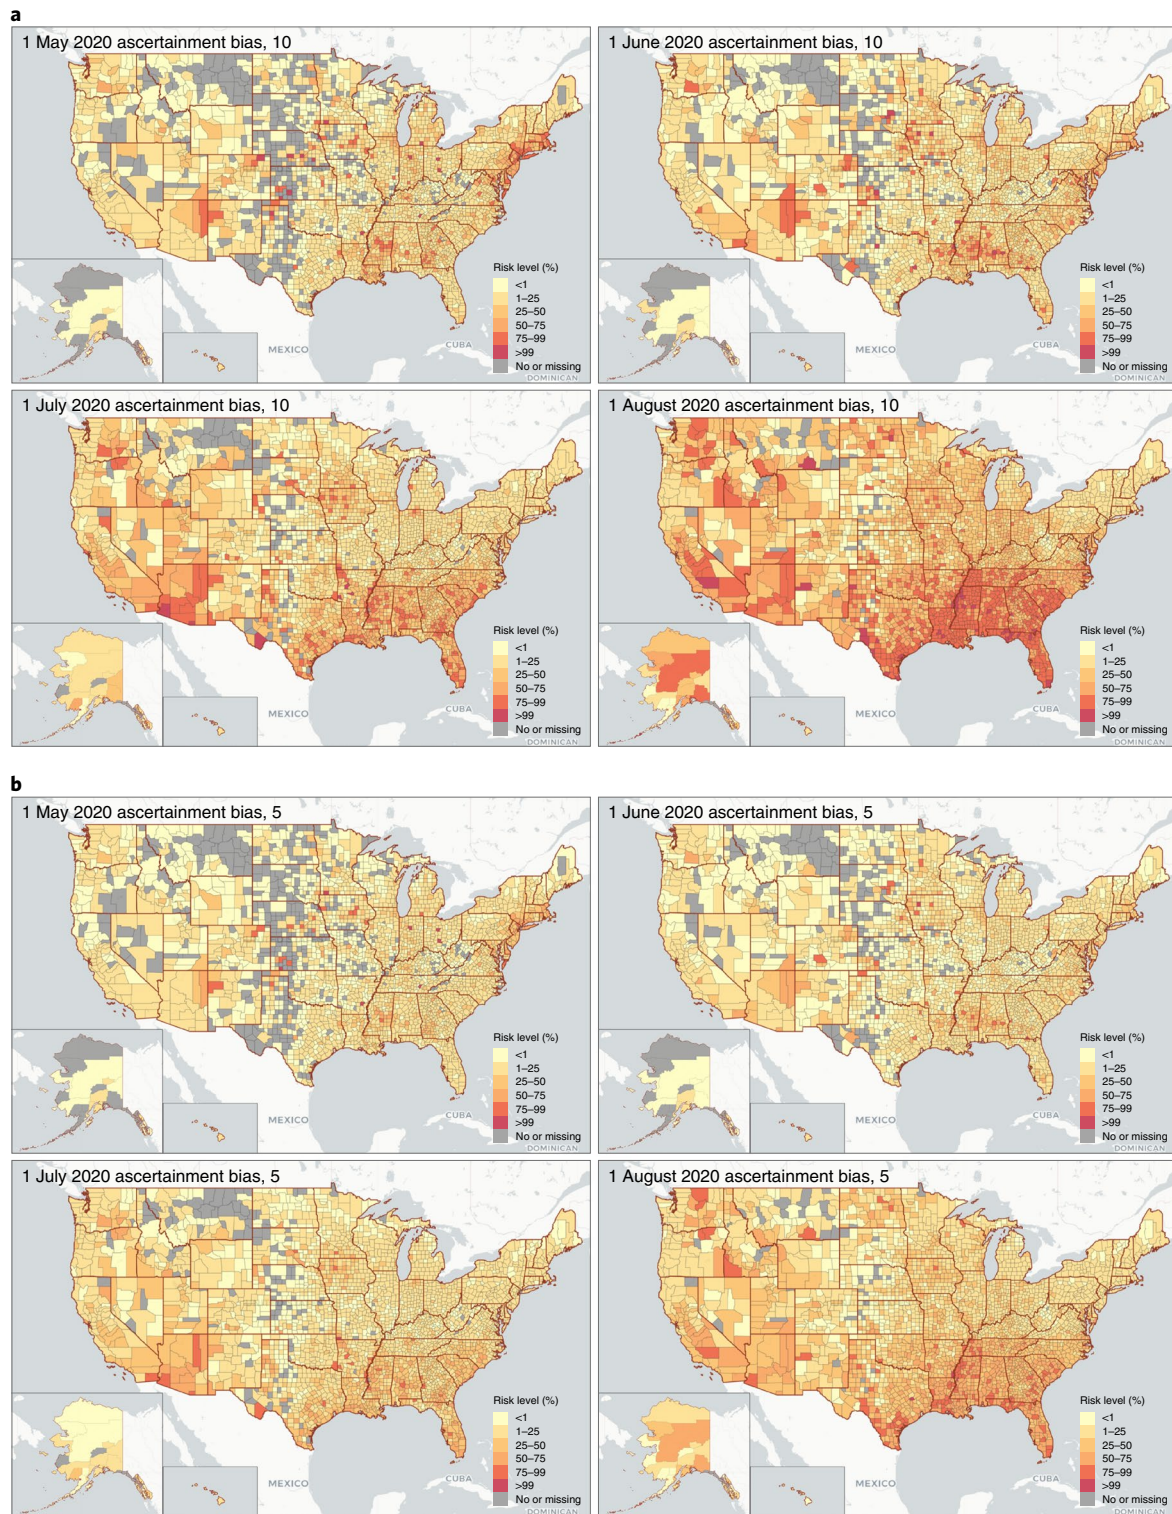 a
1 May 2020 ascertainment bias, 10
Risk level (%)
<1
1–25
25–50
50–75
75–99
>99
No or missing
MEXICO
CUBA
DOMINICAN
1 June 2020 ascertainment bias, 10
Risk level (%)
<1
1–25
25–50
50–75
75–99
>99
No or missing
MEXICO
CUBA
DOMINICAN
1 July 2020 ascertainment bias, 10
Risk level (%)
<1
1–25
25–50
50–75
75–99
>99
No or missing
MEXICO
CUBA
DOMINICAN
1 August 2020 ascertainment bias, 10
Risk level (%)
<1
1–25
25–50
50–75
75–99
>99
No or missing
MEXICO
CUBA
DOMINICAN
b
1 May 2020 ascertainment bias, 5
Risk level (%)
<1
1–25
25–50
50–75
75–99
>99
No or missing
MEXICO
CUBA
DOMINICAN
1 June 2020 ascertainment bias, 5
Risk level (%)
<1
1–25
25–50
50–75
75–99
>99
No or missing
MEXICO
CUBA
DOMINICAN
1 July 2020 ascertainment bias, 5
Risk level (%)
<1
1–25
25–50
50–75
75–99
>99
No or missing
MEXICO
CUBA
DOMINICAN
1 August 2020 ascertainment bias, 5
Risk level (%)
<1
1–25
25–50
50–75
75–99
>99
No or missing
MEXICO
CUBA
DOMINICAN